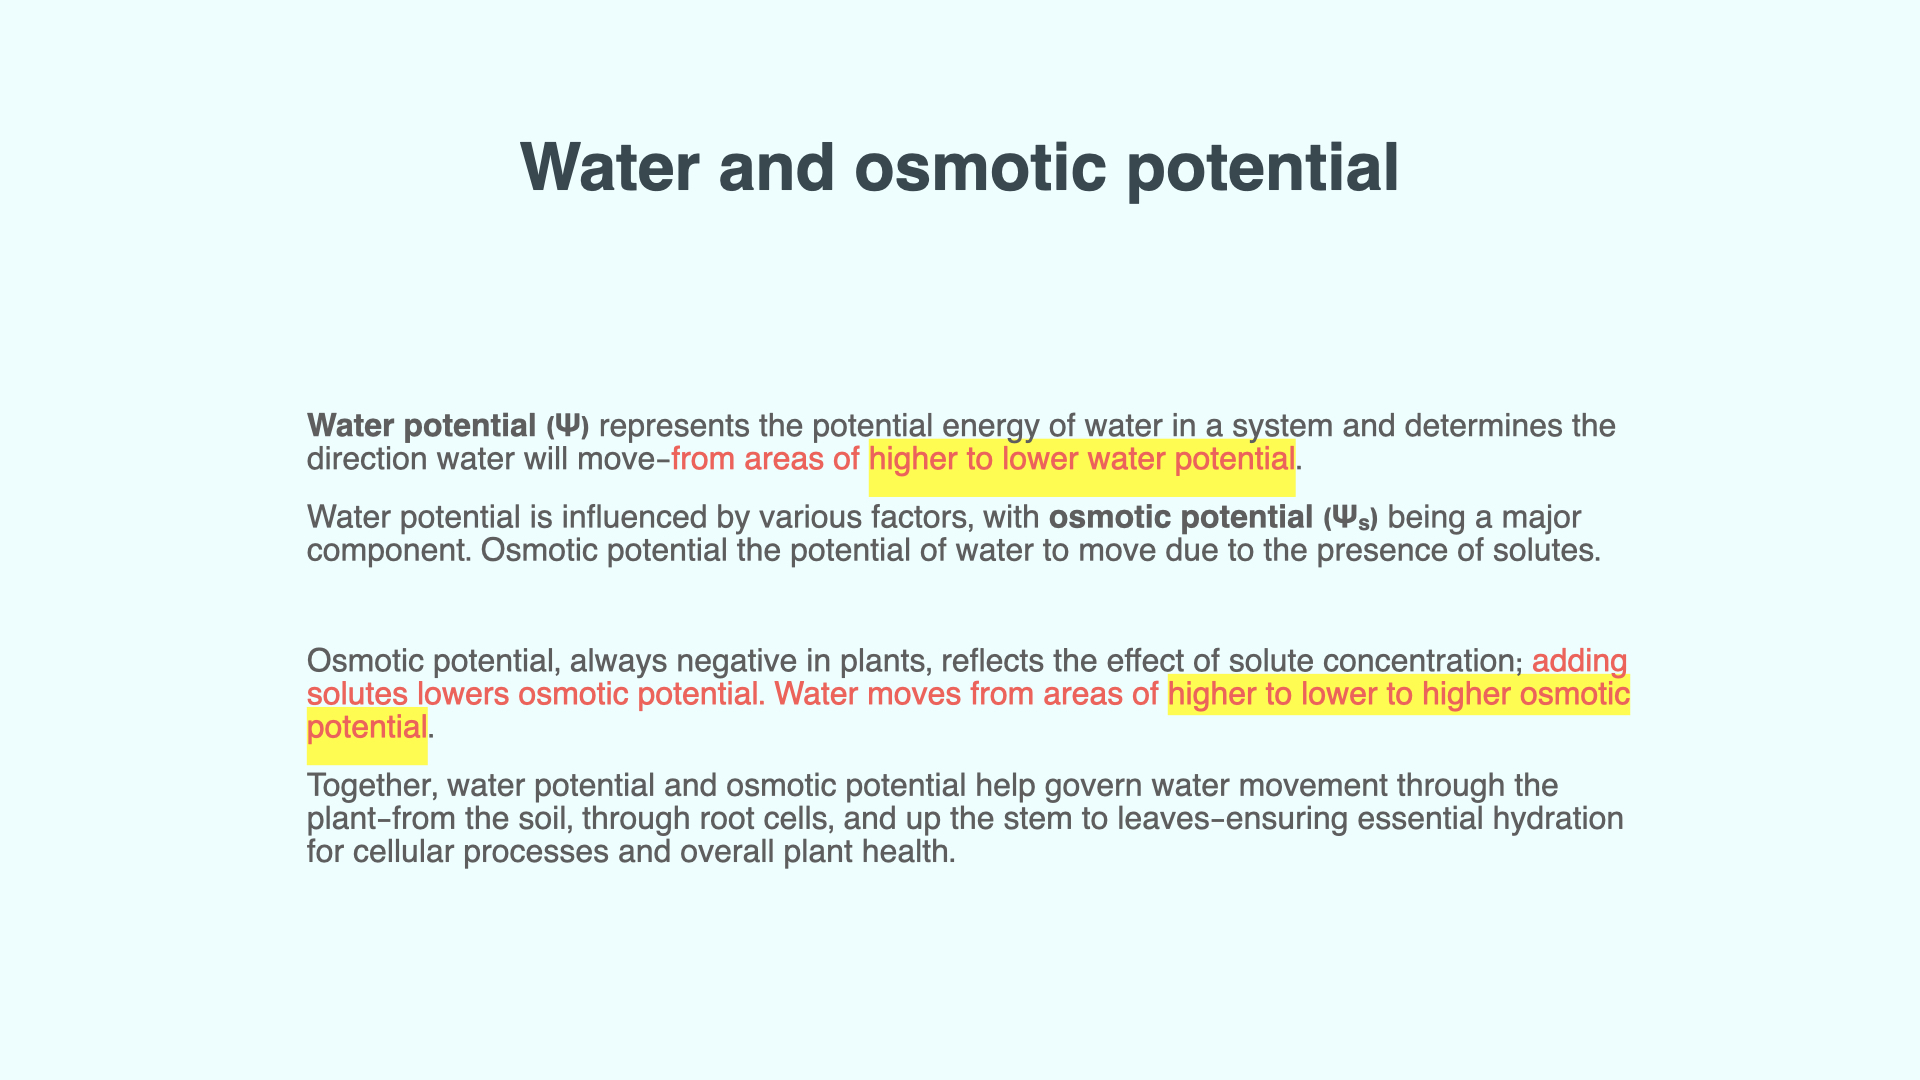 Water and osmotic potential
Water potential (Ψ) represents the potential energy of water in a system and determines the
direction water will move–from areas of higher to lower water potential.
Water potential is influenced by various factors, with osmotic potential (Ψs) being a major
component. Osmotic potential the potential of water to move due to the presence of solutes.
Osmotic potential, always negative in plants, reflects the effect of solute concentration; adding
solutes lowers osmotic potential. Water moves from areas of higher to lower to higher osmotic
potential.
Together, water potential and osmotic potential help govern water movement through the
plant–from the soil, through root cells, and up the stem to leaves–ensuring essential hydration
for cellular processes and overall plant health.